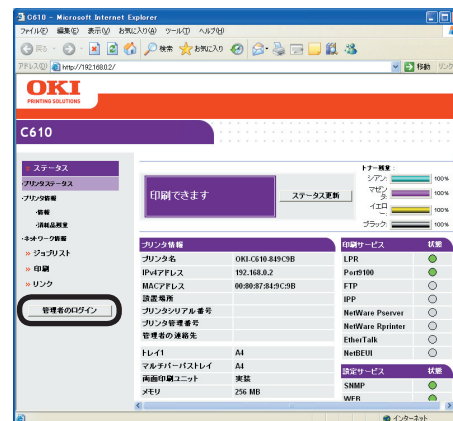 C610 - Microsoft Internet Explorer
ファイル(F) 編集(E) 表示(V) お気に入り(A) ツール(T) ヘルプ(H)
戻る 検索 お気に入り
アドレス(D) http://192.168.0.2/ 移動 リンク
OKI
PRINTING SOLUTIONS
C610
ステータス
プリンタステータス
プリンタ情報
情報
消耗品残量
ネットワーク情報
ジョブリスト
印刷
リンク
管理者のログイン
印刷できます
ステータス更新
トナー残量:
シアン: 100%
マゼンタ: 100%
イエロー: 100%
ブラック: 100%
プリンタ情報
プリンタ名 OKI-C610-849C9B
IPv4アドレス 192.168.0.2
MACアドレス 00:80:87:84:9C:9B
設置場所
プリンタシリアル番号
プリンタ管理番号
管理者の連絡先
トレイ1 A4
マルチパーパストレイ A4
両面印刷ユニット 実装
メモリ 256 MB
印刷サービス 状態
LPR
Port9100
FTP
IPP
NetWare Pserver
NetWare Rprinter
EtherTalk
NetBEUI
設定サービス 状態
SNMP
WEB
インターネット